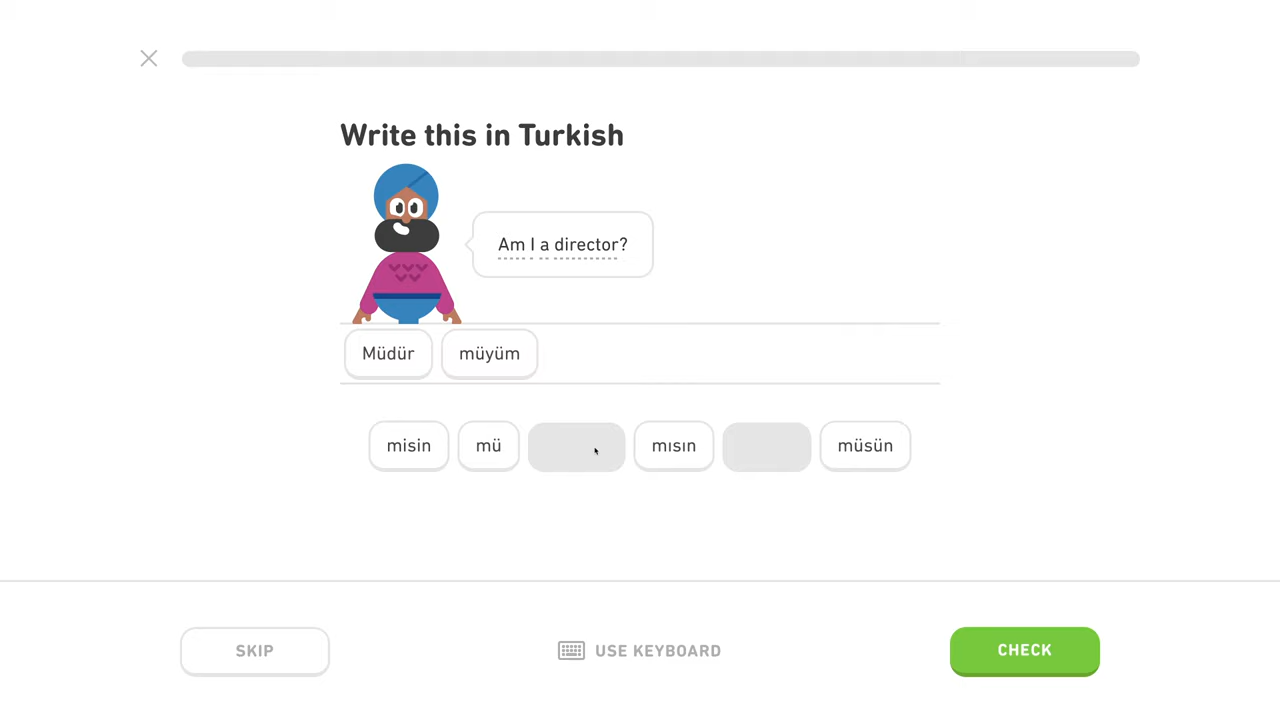 Write this in Turkish
Am I a director?
Müdür müyüm
misin mü mısın müsün
SKIP USE KEYBOARD CHECK